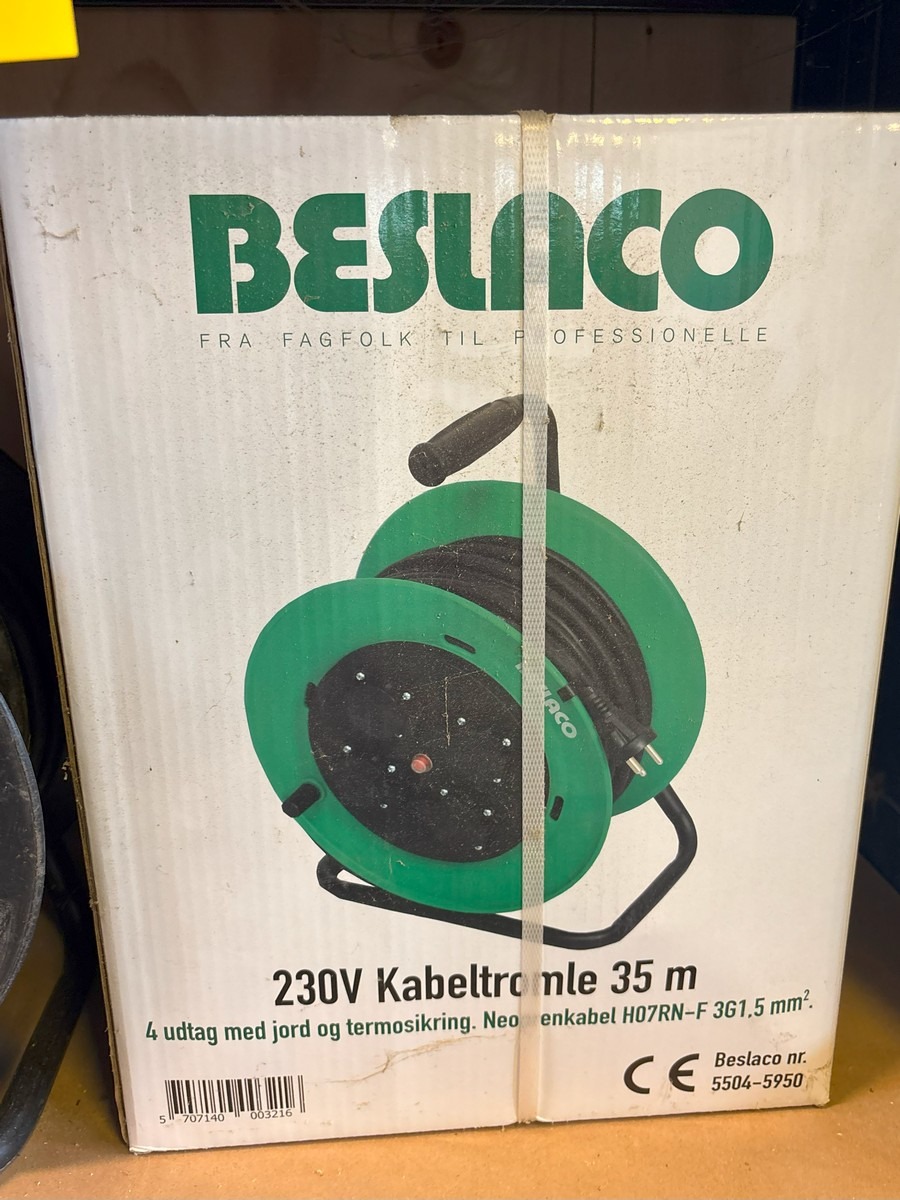 BESLACO
FRA FAGFOLK TIL PROFESSIONELLE
BESLACO
230V Kabeltromle 35 m
4 udtag med jord og termosikring. Neoprenkabel H07RN-F 3G1,5 mm².
CE Beslaco nr.
5504-5950
5 707140 003216